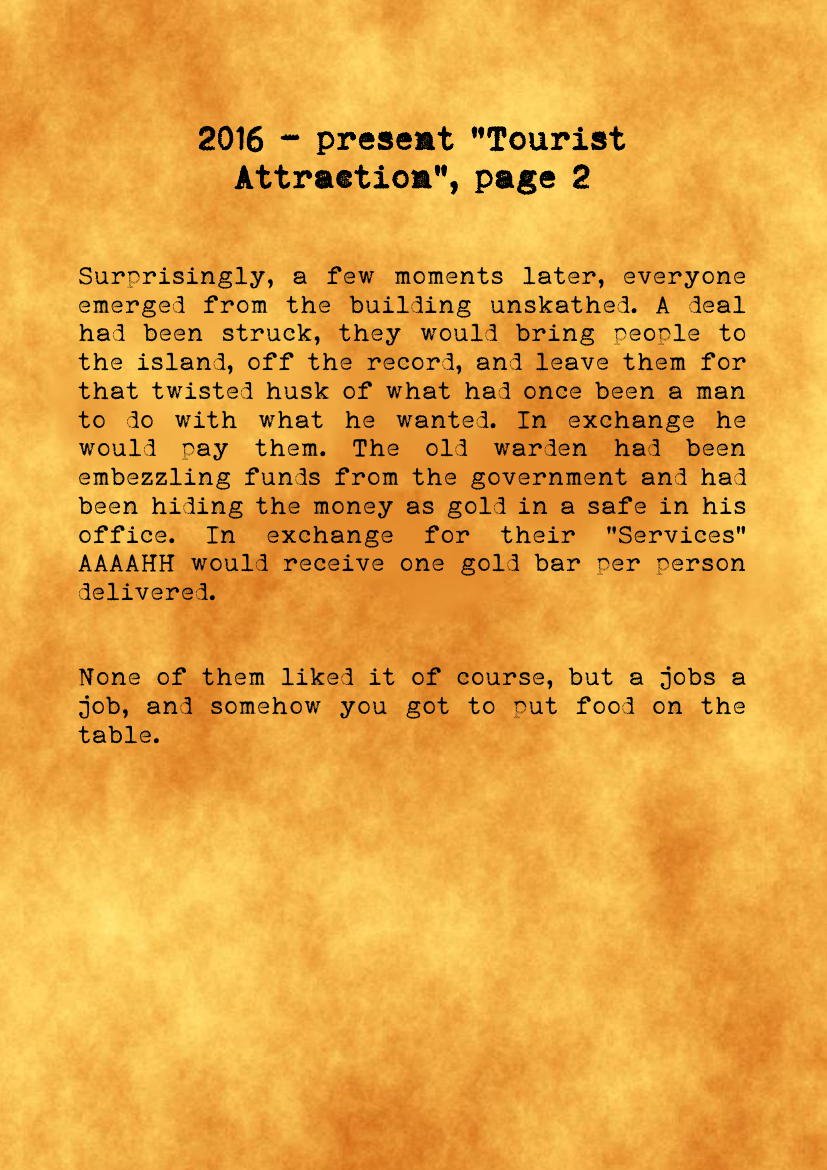 2016 - present "Tourist
Attraction", page 2
Surprisingly, a few moments later, everyone
emerged from the building unskathed. A deal
had been struck, they would bring people to
the island, off the record, and leave them for
that twisted husk of what had once been a man
to do with what he wanted. In exchange he
would pay them. The old warden had been
embezzling funds from the government and had
been hiding the money as gold in a safe in his
office. In exchange for their "Services"
AAAAHH would receive one gold bar per person
delivered.
None of them liked it of course, but a jobs a
job, and somehow you got to put food on the
table.